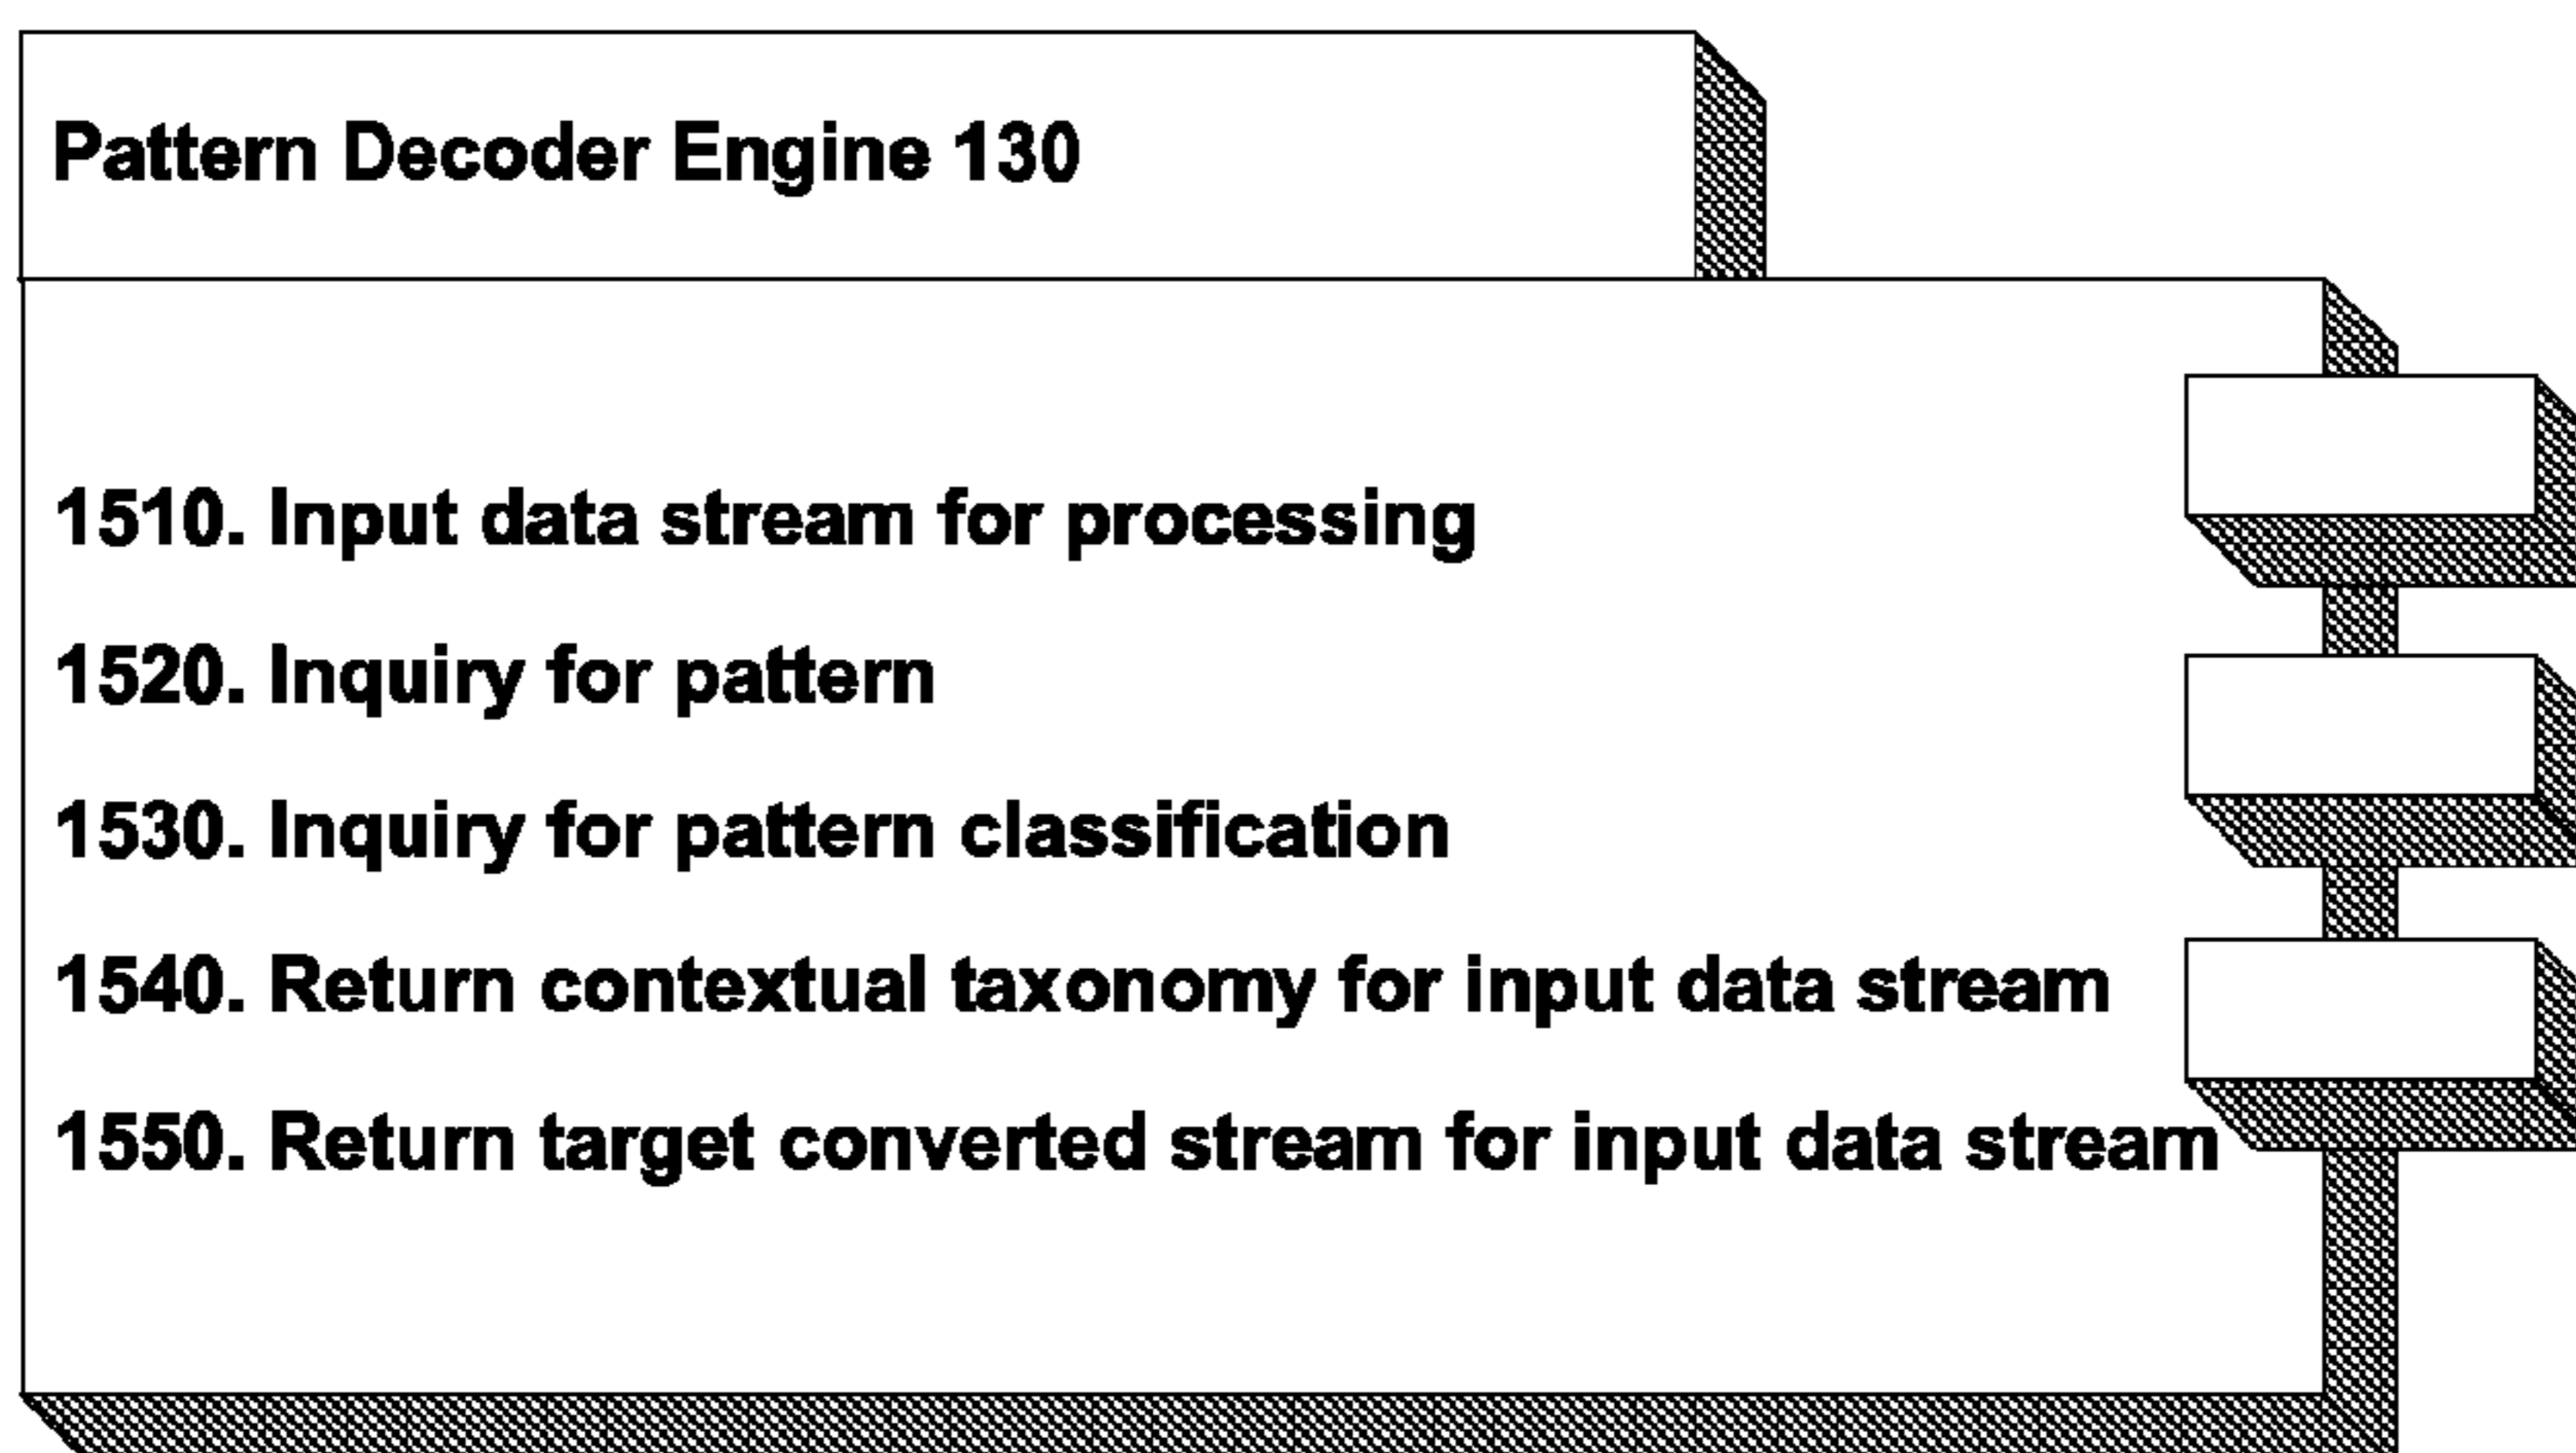 Pattern Decoder Engine 130
1510. Input data stream for processing
1520. Inquiry for pattern
1530. Inquiry for pattern classification
1540. Return contextual taxonomy for input data stream
1550. Return target converted stream for input data stream